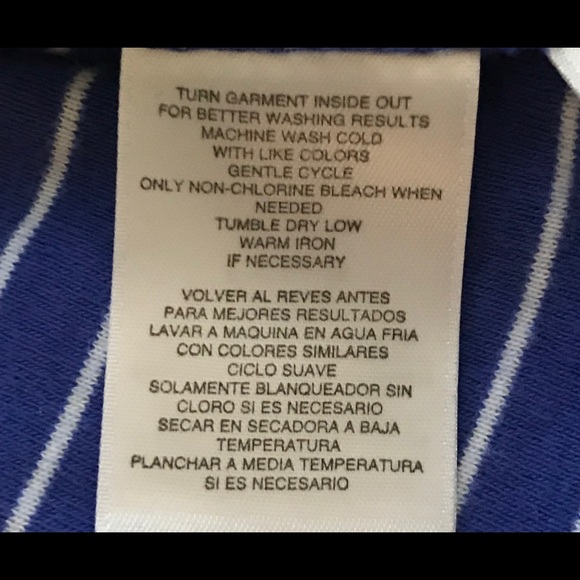 TURN GARMENT INSIDE OUT
FOR BETTER WASHING RESULTS
MACHINE WASH COLD
WITH LIKE COLORS
GENTLE CYCLE
ONLY NON-CHLORINE BLEACH WHEN
NEEDED
TUMBLE DRY LOW
WARM IRON
IF NECESSARY
VOLVER AL REVES ANTES
PARA MEJORES RESULTADOS
LAVAR A MAQUINA EN AGUA FRIA
CON COLORES SIMILARES
CICLO SUAVE
SOLAMENTE BLANQUEADOR SIN
CLORO SI ES NECESARIO
SECAR EN SECADORA A BAJA
TEMPERATURA
PLANCHAR A MEDIA TEMPERATURA
SI ES NECESARIO